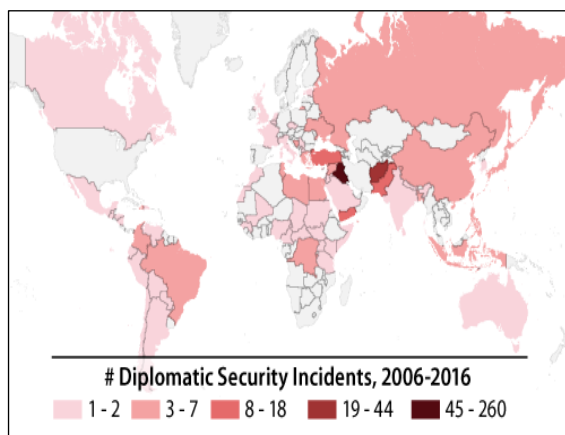 # Diplomatic Security Incidents, 2006-2016
1 - 2 3 - 7 8 - 18 19 - 44 45 - 260